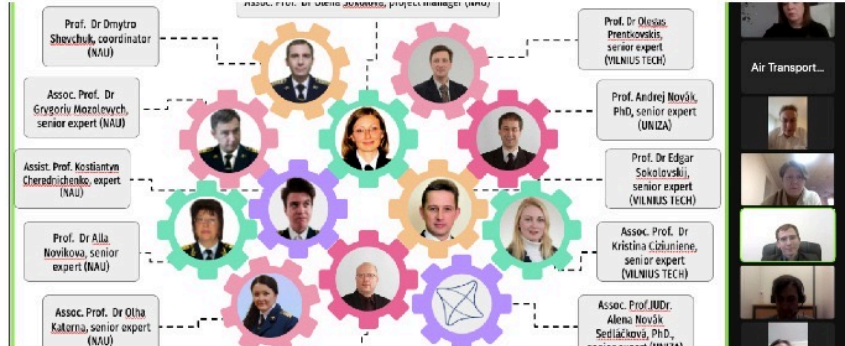 Assoc. Prof. Dr Olena Sokolova, project manager (NAU)
Prof. Dr Dmytro
Shevchuk, coordinator
(NAU)
Prof. Dr Olegas
Prentkovskis,
senior expert
(VILNIUS TECH)
Assoc. Prof. Dr
Grygoriy Mozolevych,
senior expert (NAU)
Prof. Andrej Novák,
PhD, senior expert
(UNIZA)
Assist. Prof. Kostiantyn
Cherednichenko, expert
(NAU)
Prof. Dr Edgar
Sokolovskij,
senior expert
(VILNIUS TECH)
Prof. Dr Alla
Novikova, senior
expert (NAU)
Assoc. Prof. Dr
Kristina Ciziuniene,
senior expert
(VILNIUS TECH)
Assoc. Prof. Dr Olha
Katerna, senior expert
(NAU)
Assoc. Prof.JUDr.
Alena Novák
Sedláčková, PhD.,
senior expert (UNIZA)
Air Transport...